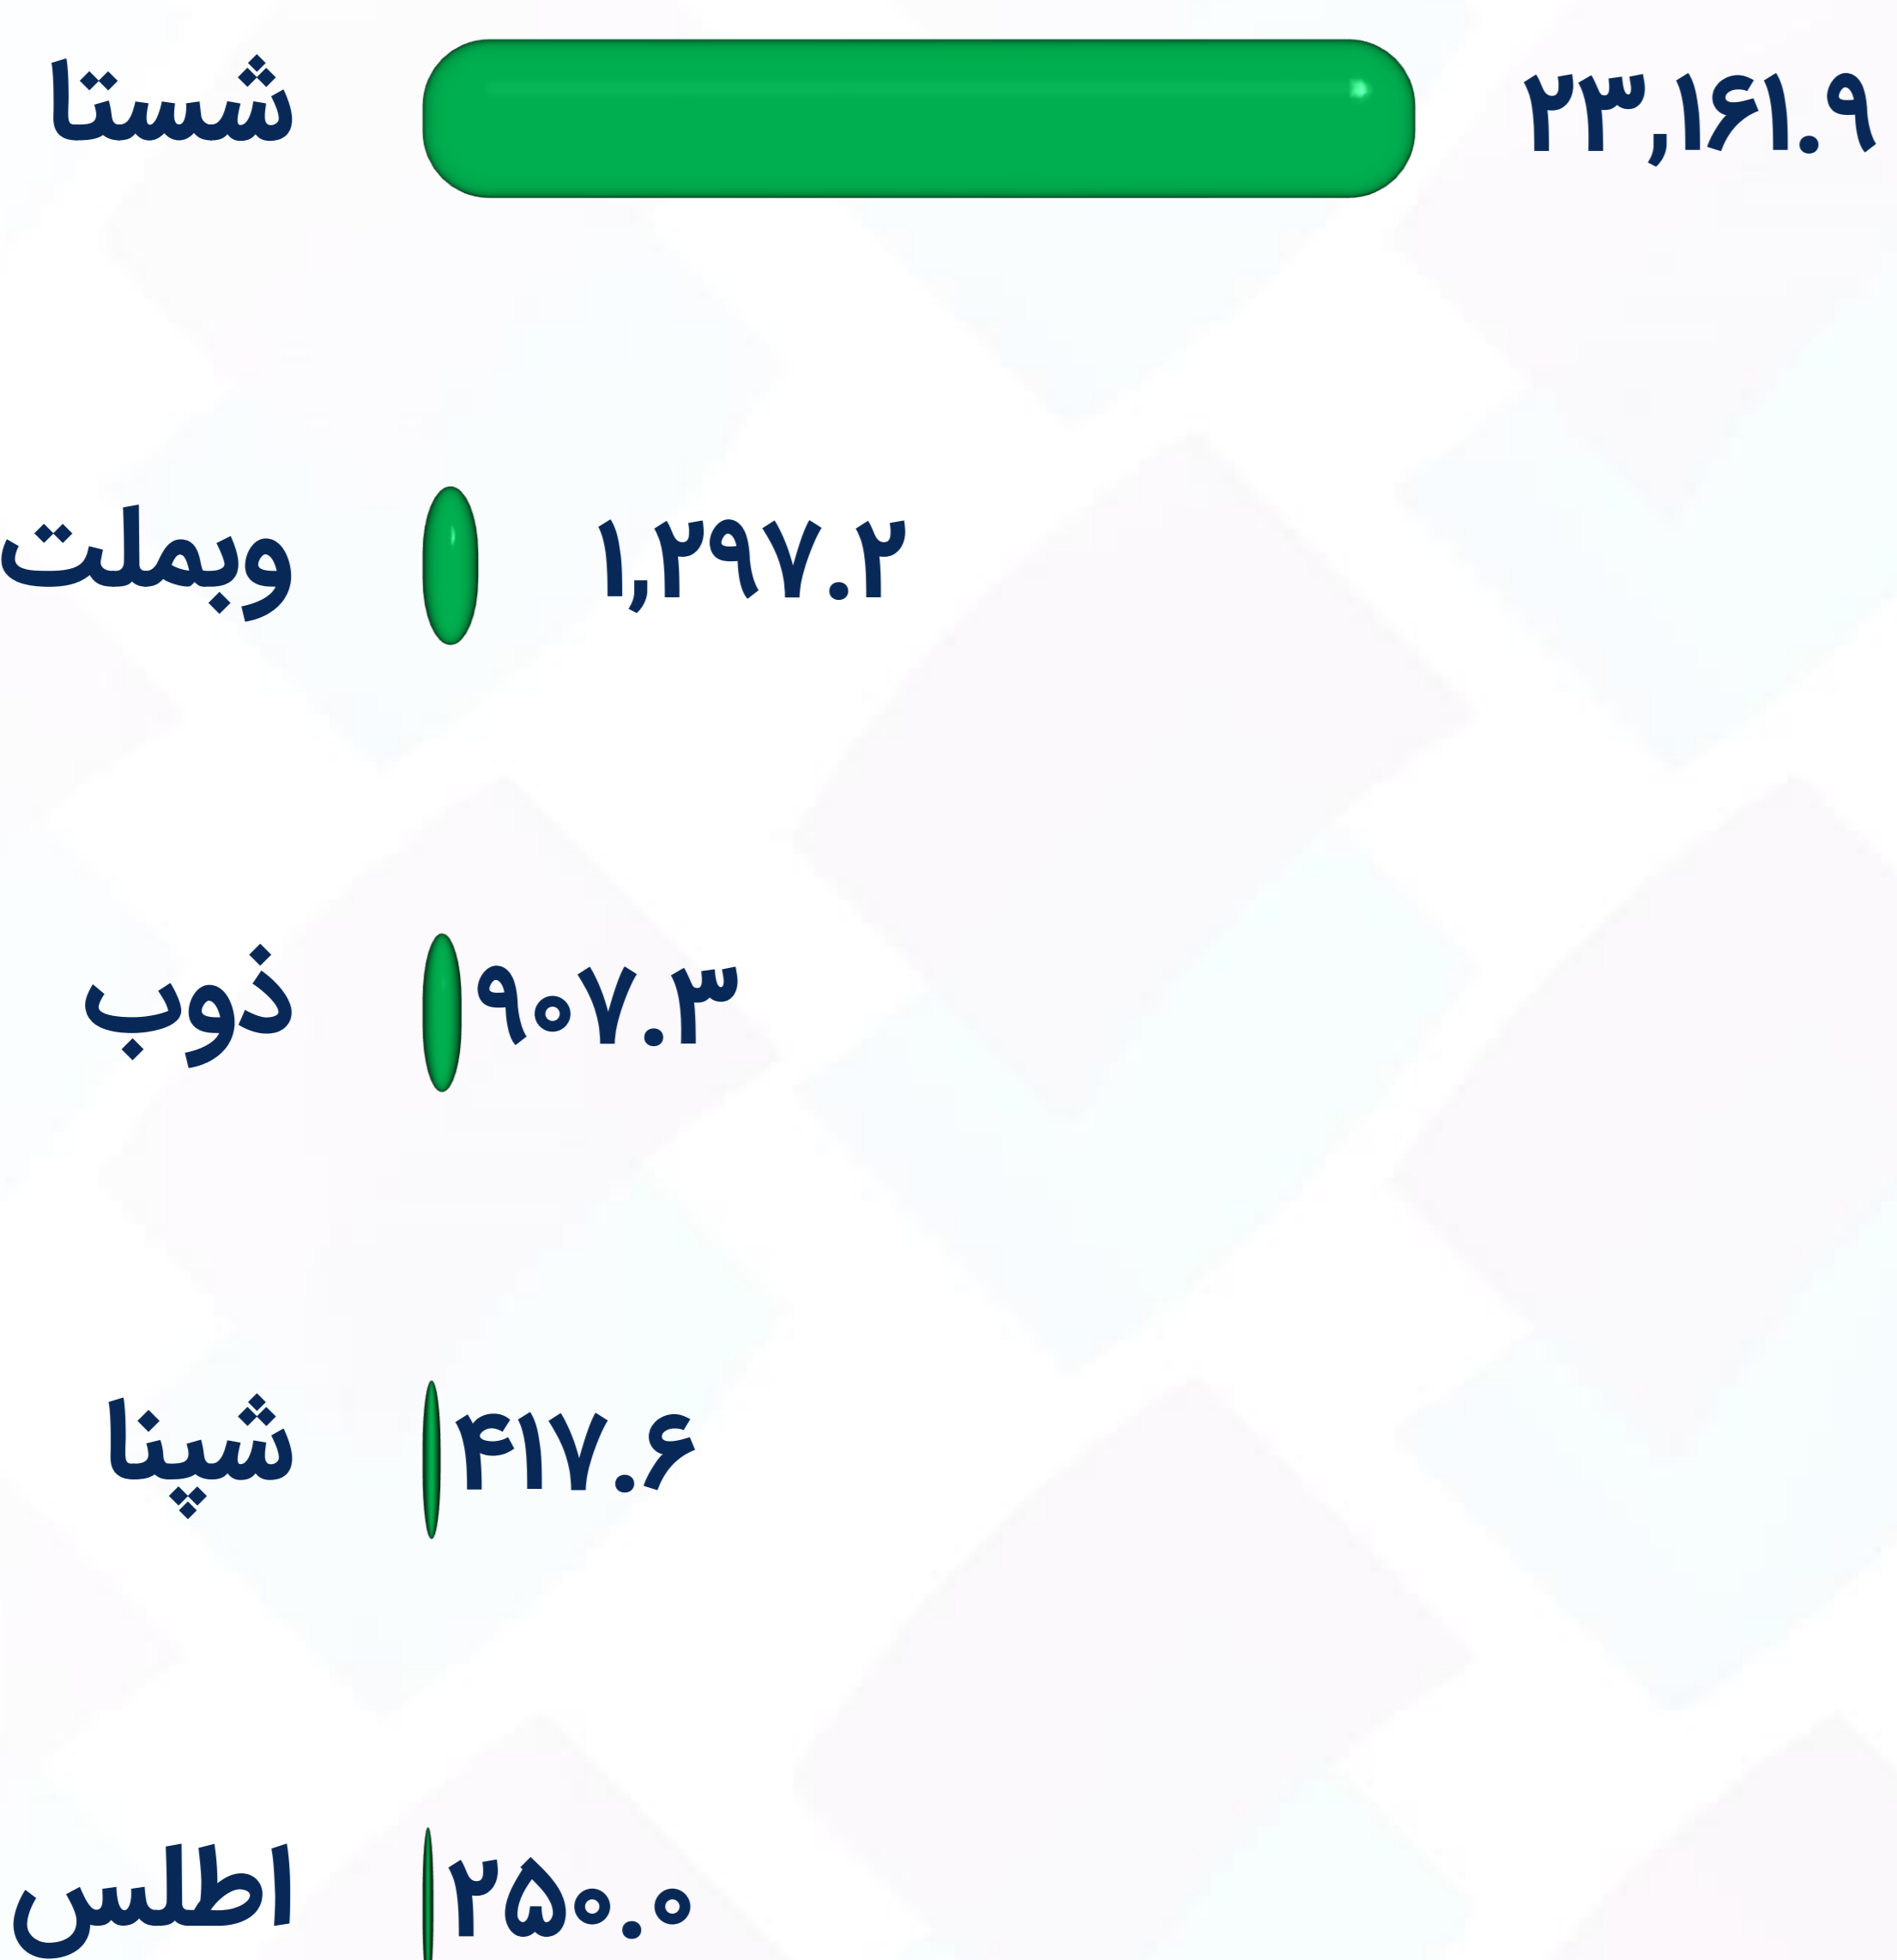 شستا ۲۳,۱۶۱.۹
وبملت ۱,۲۹۷.۲
ذوب ۹۰۷.۳
شپنا ۴۱۷.۶
اطلس ۲۵۰.۰